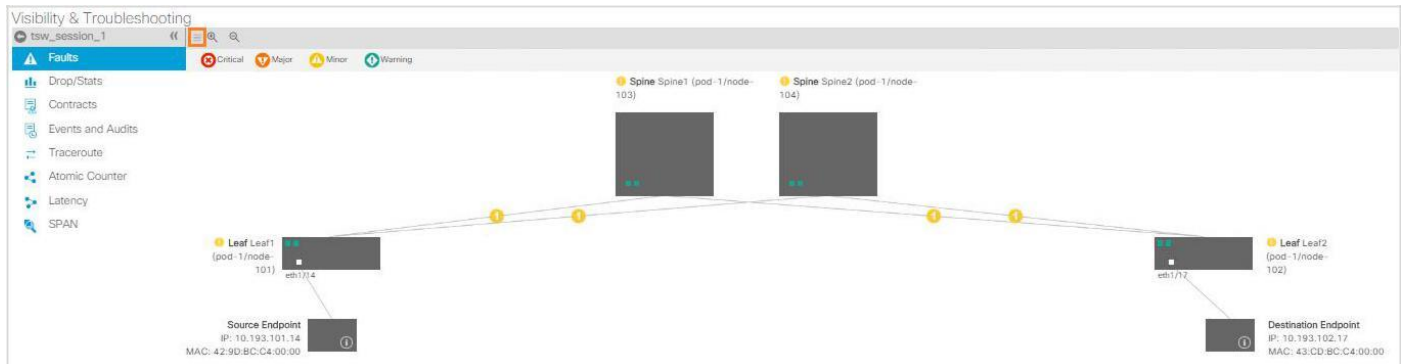 Visibility & Troubleshooting
tsw_session_1
Faults
Drop/Stats
Contracts
Events and Audits
Traceroute
Atomic Counter
Latency
SPAN
Critical Major Minor Warning
Spine Spine1 (pod-1/node-
103)
Spine Spine2 (pod-1/node-
104)
Leaf Leaf1
(pod-1/node-
101)
eth1/14
Leaf Leaf2
(pod-1/node-
102)
eth1/17
Source Endpoint
IP: 10.193.101.14
MAC: 42:9D:BC:C4:00:00
Destination Endpoint
IP: 10.193.102.17
MAC: 43:CD:BC:C4:00:00